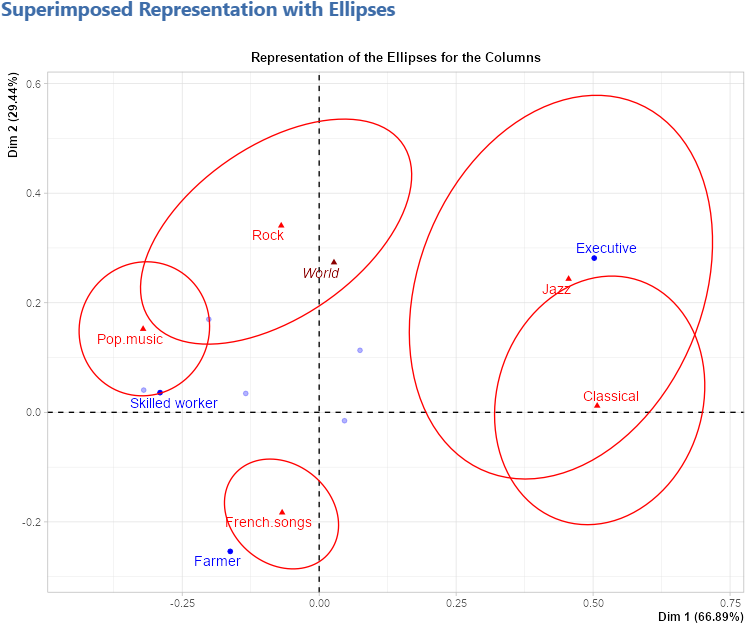 Superimposed Representation with Ellipses
Representation of the Ellipses for the Columns
Dim 2 (29.44%)
0.6
0.4
0.2
0.0
-0.2
Rock
World
Executive
Jazz
Pop.music
Classical
Skilled worker
French.songs
Farmer
-0.25
0.00
0.25
0.50
0.75
Dim 1 (66.89%)